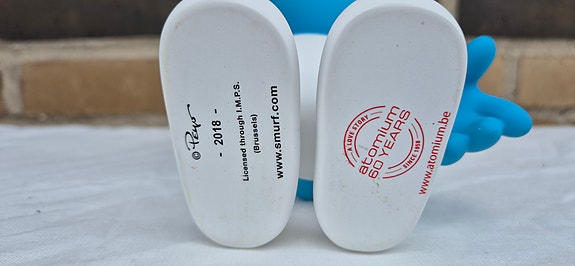 © Peyo
- 2018 -
Licensed through I.M.P.S.
(Brussels)
www.smurf.com
A LOVE STORY
atomium
60 YEARS
SINCE 1958
www.atomium.be